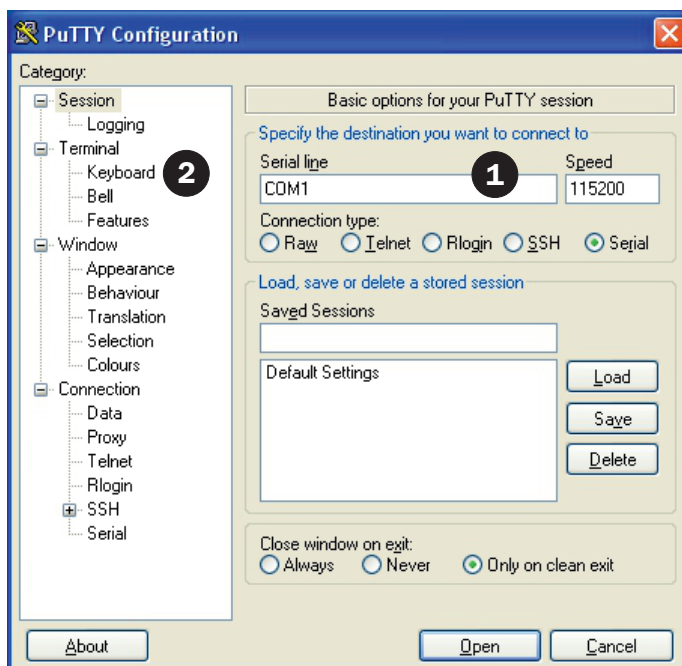 PuTTY Configuration
Category:
Session
Logging
Terminal
Keyboard
Bell
Features
Window
Appearance
Behaviour
Translation
Selection
Colours
Connection
Data
Proxy
Telnet
Rlogin
SSH
Serial
2
Basic options for your PuTTY session
Specify the destination you want to connect to
Serial line Speed
1
COM1 115200
Connection type:
Raw Telnet Rlogin SSH Serial
Load, save or delete a stored session
Saved Sessions
Default Settings
Load
Save
Delete
Close window on exit:
Always Never Only on clean exit
About Open Cancel